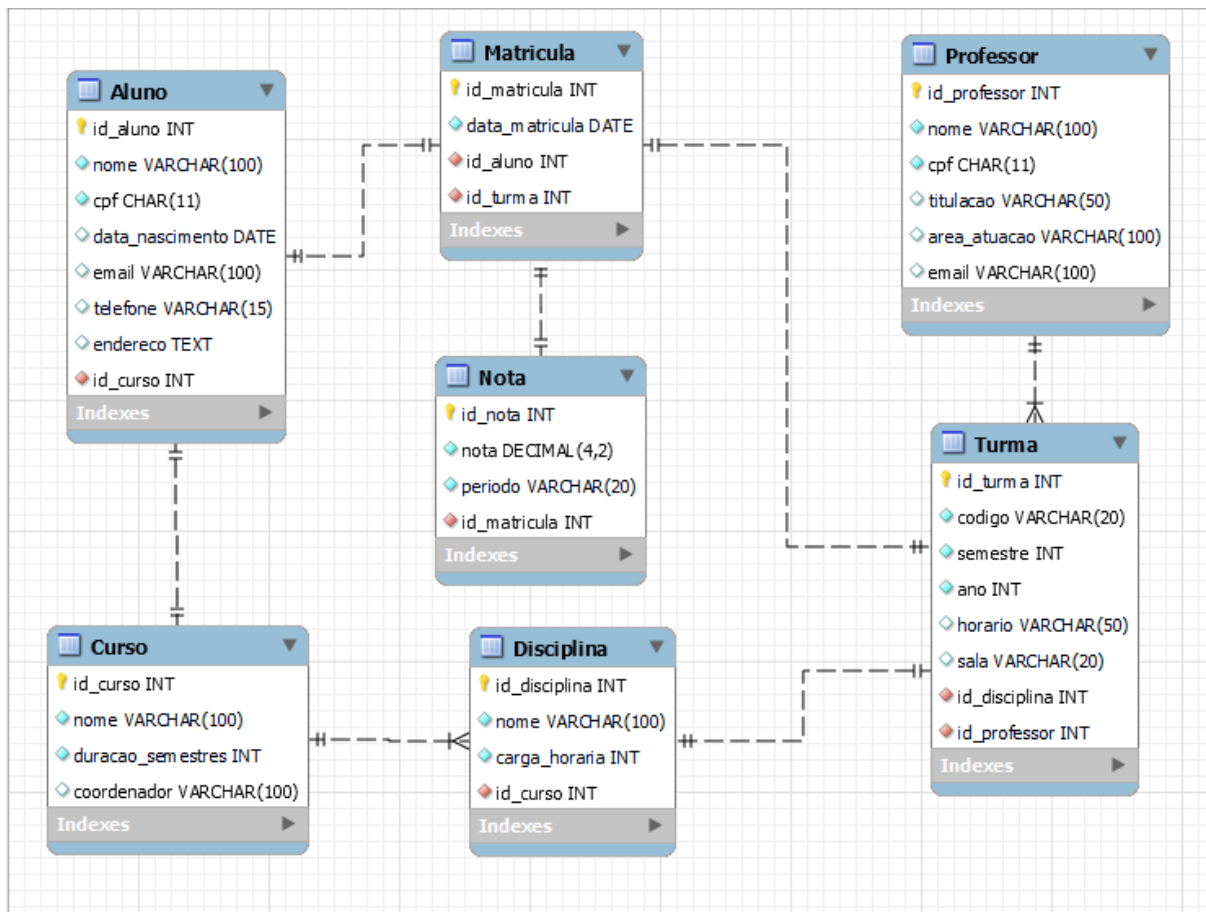 Aluno
id_aluno INT
nome VARCHAR(100)
cpf CHAR(11)
data_nascimento DATE
email VARCHAR(100)
telefone VARCHAR(15)
endereco TEXT
id_curso INT
Indexes
Matricula
id_matricula INT
data_matricula DATE
id_aluno INT
id_turma INT
Indexes
Professor
id_professor INT
nome VARCHAR(100)
cpf CHAR(11)
titulacao VARCHAR(50)
area_atuacao VARCHAR(100)
email VARCHAR(100)
Indexes
Nota
id_nota INT
nota DECIMAL(4,2)
periodo VARCHAR(20)
id_matricula INT
Indexes
Turma
id_turma INT
codigo VARCHAR(20)
semestre INT
ano INT
horario VARCHAR(50)
sala VARCHAR(20)
id_disciplina INT
id_professor INT
Indexes
Curso
id_curso INT
nome VARCHAR(100)
duracao_semestres INT
coordenador VARCHAR(100)
Indexes
Disciplina
id_disciplina INT
nome VARCHAR(100)
carga_horaria INT
id_curso INT
Indexes